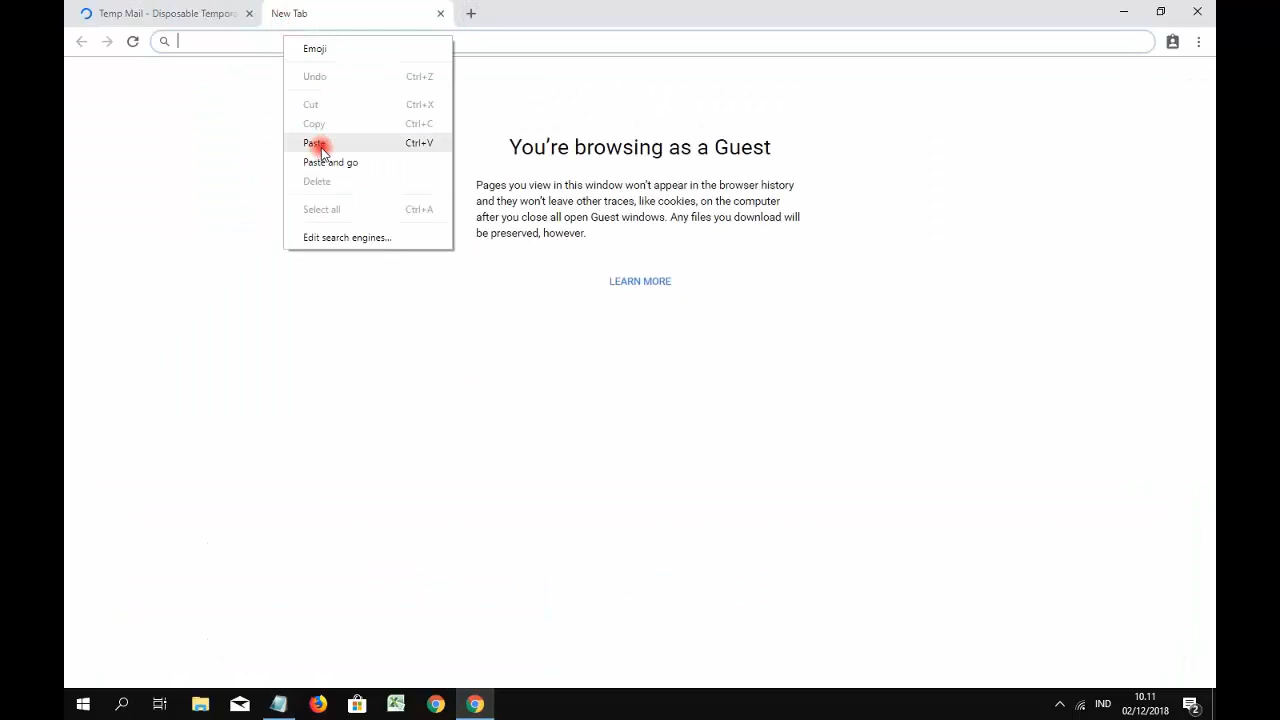 Temp Mail - Disposable Tempora
New Tab
Emoji
Undo Ctrl+Z
Cut Ctrl+X
Copy Ctrl+C
Paste Ctrl+V
Paste and go
Delete
Select all Ctrl+A
Edit search engines...
You're browsing as a Guest
Pages you view in this window won't appear in the browser history
and they won't leave other traces, like cookies, on the computer
after you close all open Guest windows. Any files you download will
be preserved, however.
LEARN MORE
IND
10.11
02/12/2018
2